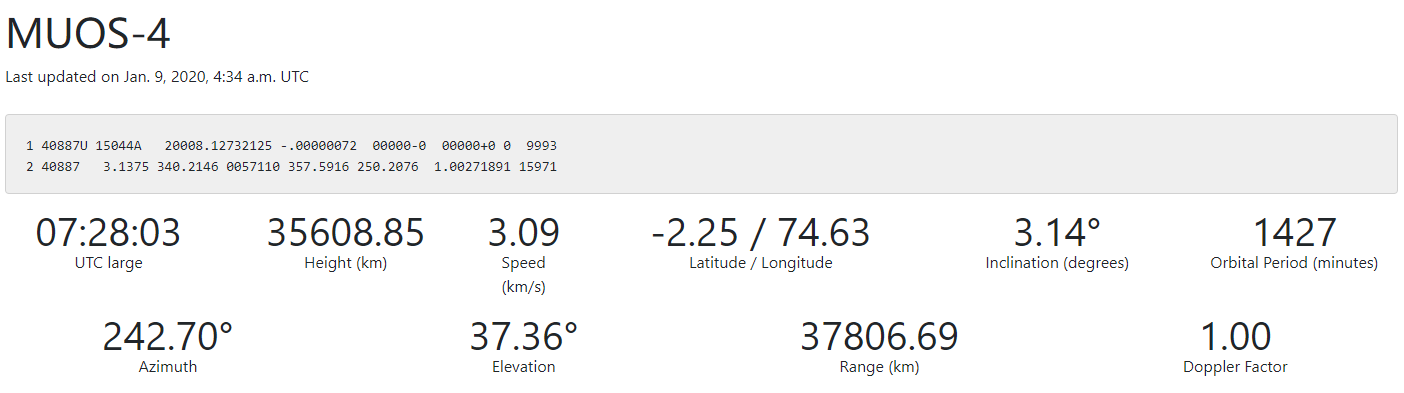 MUOS-4
Last updated on Jan. 9, 2020, 4:34 a.m. UTC
1 40887U 15044A   20008.12732125 -.00000072  00000-0  00000+0 0  9993
2 40887   3.1375 340.2146 0057110 357.5916 250.2076  1.00271891 15971
07:28:03
UTC large
35608.85
Height (km)
3.09
Speed
(km/s)
-2.25 / 74.63
Latitude / Longitude
3.14°
Inclination (degrees)
1427
Orbital Period (minutes)
242.70°
Azimuth
37.36°
Elevation
37806.69
Range (km)
1.00
Doppler Factor